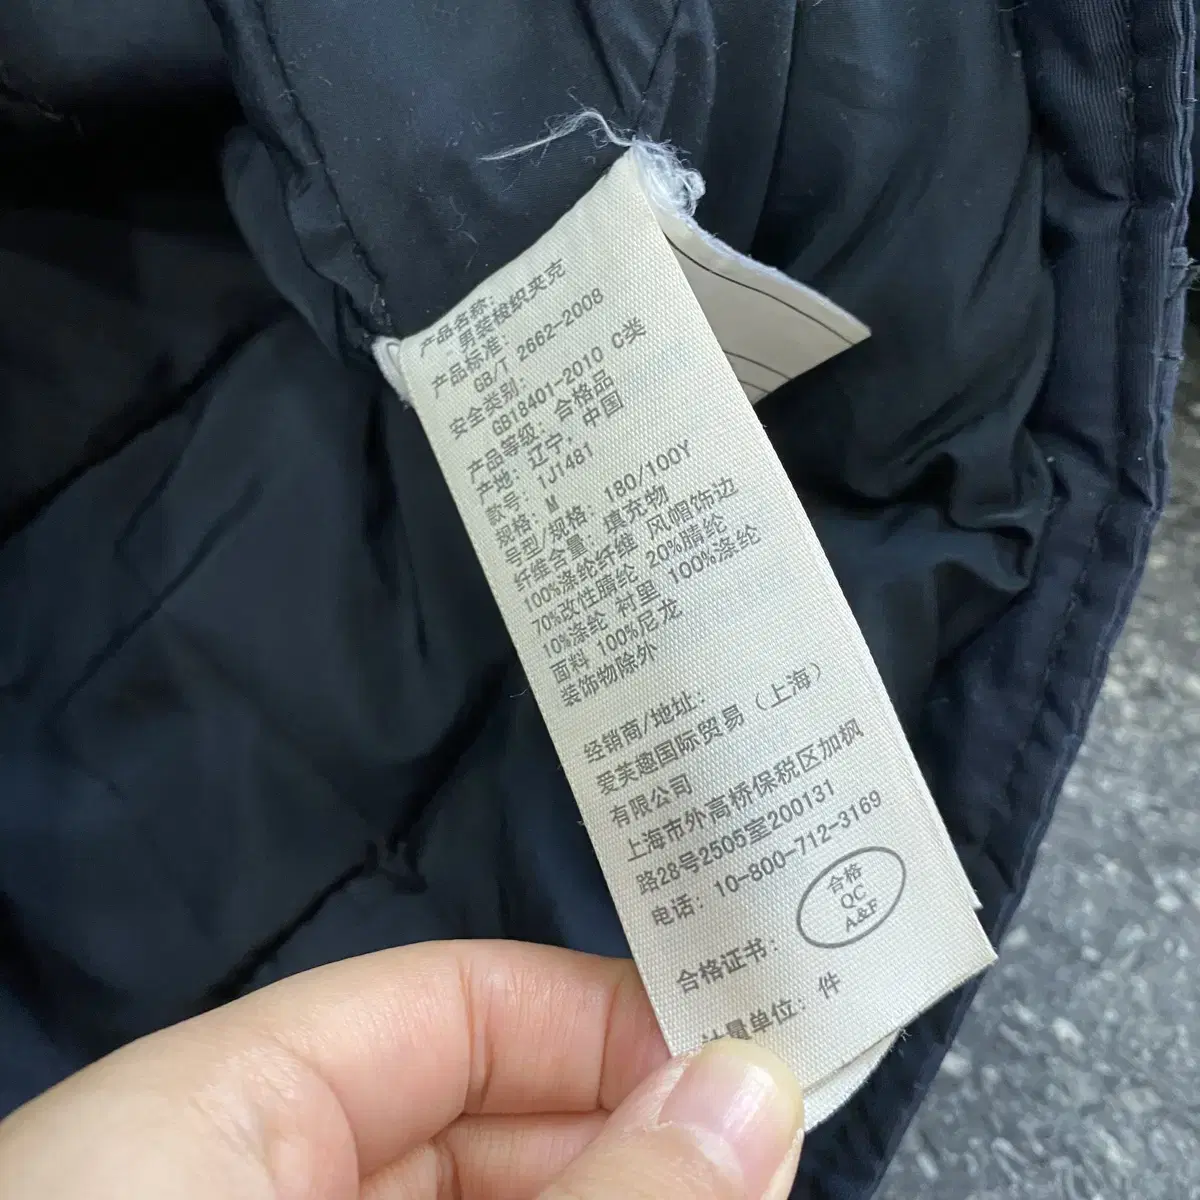 产品名称:
男装梭织夹克
产品标准:
GB/T 2662-2008
安全类别:
GB18401-2010 C类
产品等级: 合格品
产地: 辽宁, 中国
款号: 1J1481
规格: M
号型/规格: 180/100Y
纤维含量: 填充物
100%涤纶纤维 风帽饰边
70%改性腈纶 20%腈纶
10%涤纶 衬里 100%涤纶
面料 100%尼龙
装饰物除外
经销商/地址:
爱芙趣国际贸易（上海）
有限公司
上海市外高桥保税区加枫
路28号2505室200131
电话: 10-800-712-3169
合格证书:
合格
QC
A&F
计量单位: 件